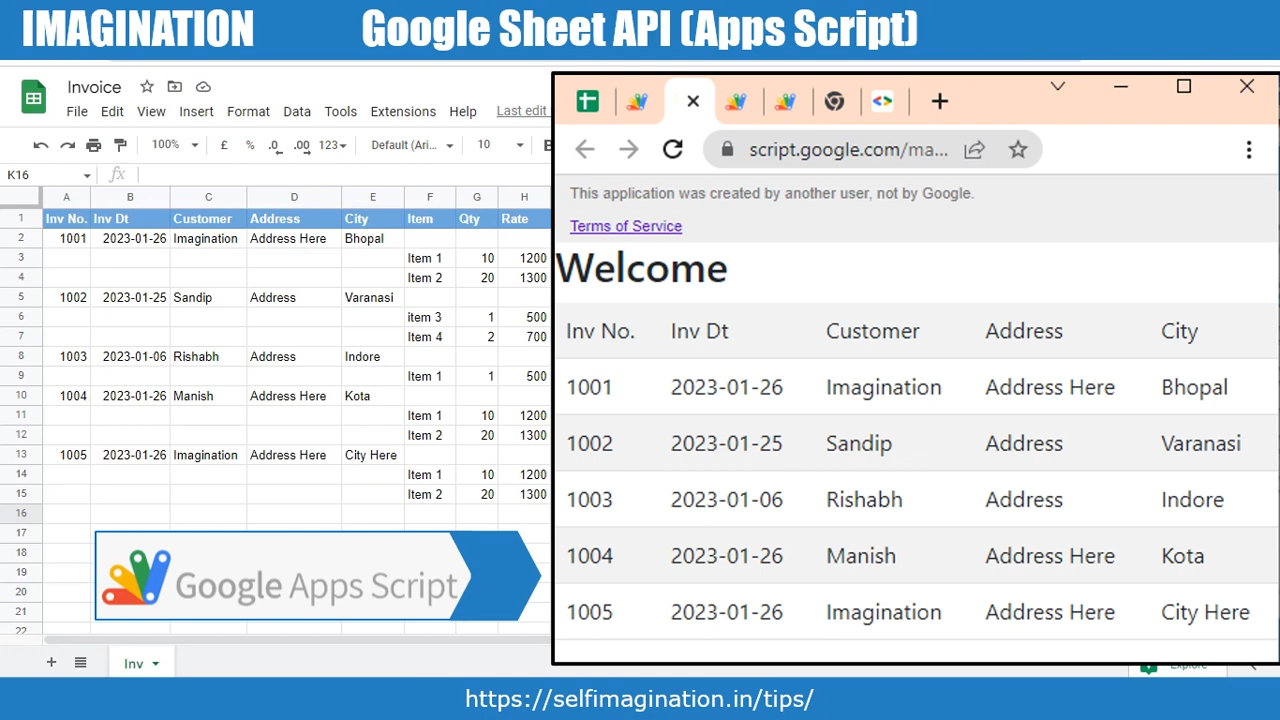 IMAGINATION Google Sheet API (Apps Script)
Invoice
File Edit View Insert Format Data Tools Extensions Help Last edit
100% £ % .0 .00 123 Default (Ari... 10 B
K16 fx
A B C D E F G H
1 Inv No. Inv Dt Customer Address City Item Qty Rate
2 1001 2023-01-26 Imagination Address Here Bhopal
3 Item 1 10 1200
4 Item 2 20 1300
5 1002 2023-01-25 Sandip Address Varanasi
6 item 3 1 500
7 Item 4 2 700
8 1003 2023-01-06 Rishabh Address Indore
9 Item 1 1 500
10 1004 2023-01-26 Manish Address Here Kota
11 Item 1 10 1200
12 Item 2 20 1300
13 1005 2023-01-26 Imagination Address Here City Here
14 Item 1 10 1200
15 Item 2 20 1300
16
17
18
19
20
21
22
Google Apps Script
Inv
script.google.com/ma...
This application was created by another user, not by Google.
Terms of Service
Welcome
Inv No. Inv Dt Customer Address City
1001 2023-01-26 Imagination Address Here Bhopal
1002 2023-01-25 Sandip Address Varanasi
1003 2023-01-06 Rishabh Address Indore
1004 2023-01-26 Manish Address Here Kota
1005 2023-01-26 Imagination Address Here City Here
Explore
https://selfimagination.in/tips/